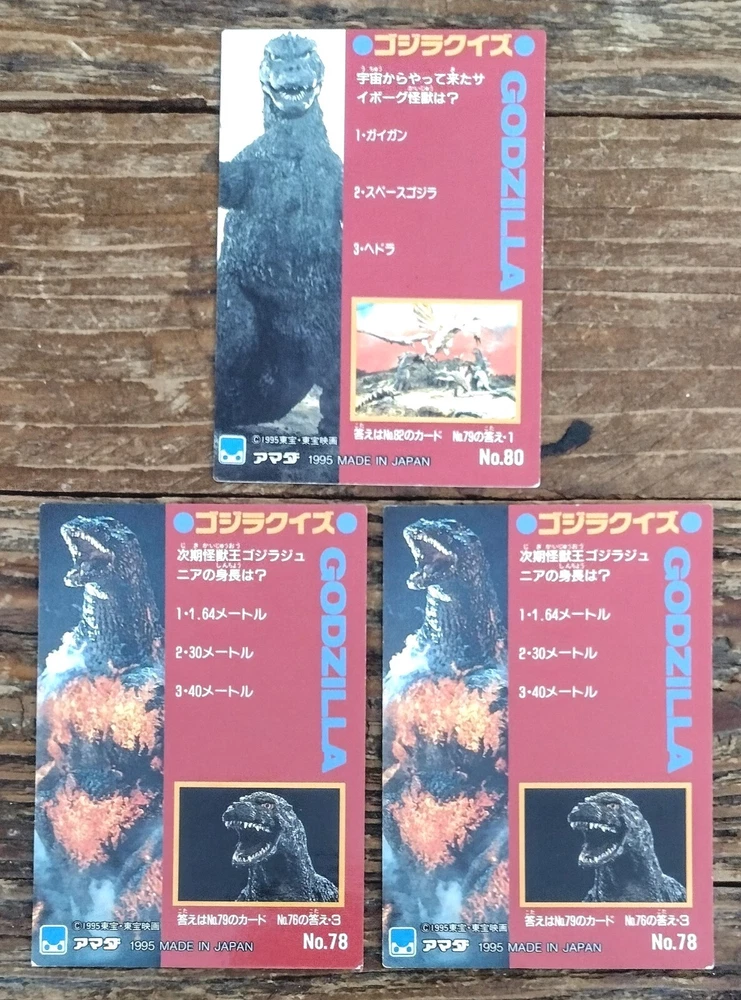 ●ゴジラクイズ●
宇宙からやって来たサ
イボーグ怪獣は？
1・ガイガン
2・スペースゴジラ
3・ヘドラ
GODZILLA
答えはNo.82のカード No.79の答え・1
©1995東宝・東宝映画
アマダ 1995 MADE IN JAPAN
No.80
●ゴジラクイズ●
次期怪獣王ゴジラジュ
ニアの身長は？
1・1.64メートル
2・30メートル
3・40メートル
GODZILLA
答えはNo.79のカード No.76の答え・3
©1995東宝・東宝映画
アマダ 1995 MADE IN JAPAN
No.78
●ゴジラクイズ●
次期怪獣王ゴジラジュ
ニアの身長は？
1・1.64メートル
2・30メートル
3・40メートル
GODZILLA
答えはNo.79のカード No.76の答え・3
©1995東宝・東宝映画
アマダ 1995 MADE IN JAPAN
No.78